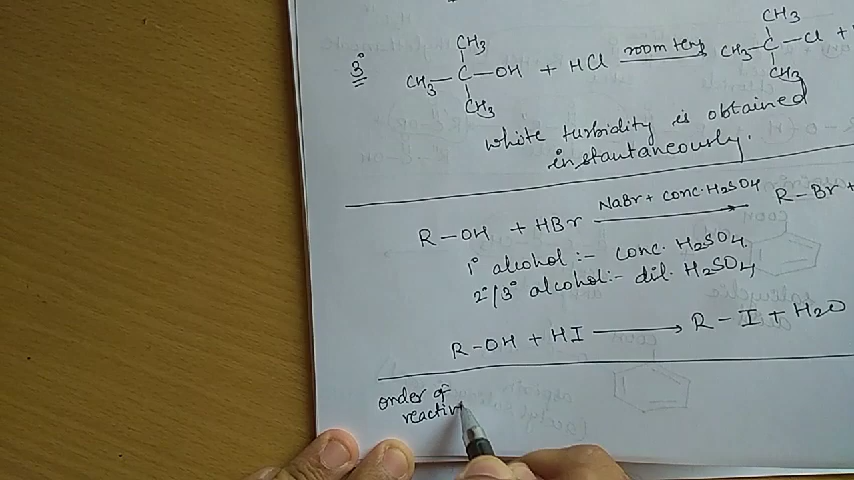 CH3
3° CH3-C-OH + HCl room temp CH3-C-Cl +
CH3
CH3
CH3
white turbidity is obtained
instantaneously.
R-OH + HBr NaBr + conc. H2SO4 R-Br +
1° alcohol :- conc. H2SO4
2°/3° alcohol:- dil. H2SO4
R-OH + HI → R-I + H2O
order of
reactiv